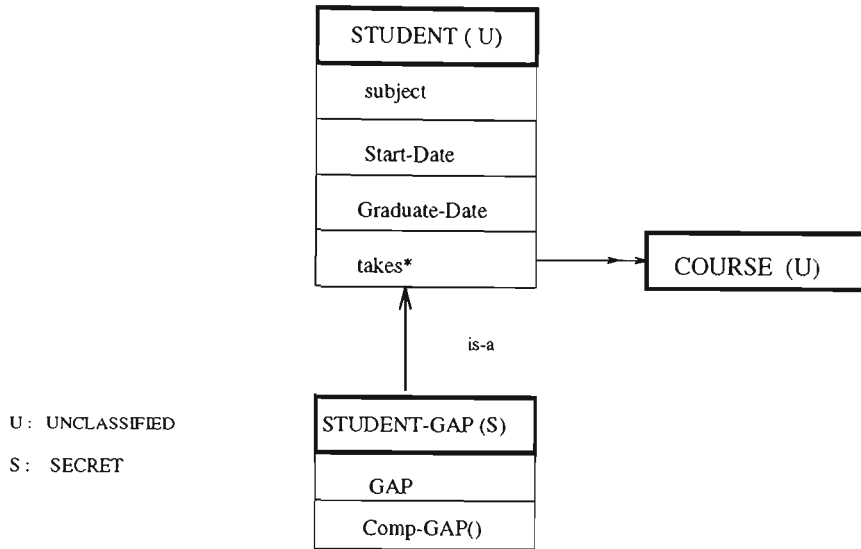 STUDENT ( U)
subject
Start-Date
Graduate-Date
takes*
COURSE (U)
is-a
U : UNCLASSIFIED
STUDENT-GAP (S)
S : SECRET
GAP
Comp-GAP()